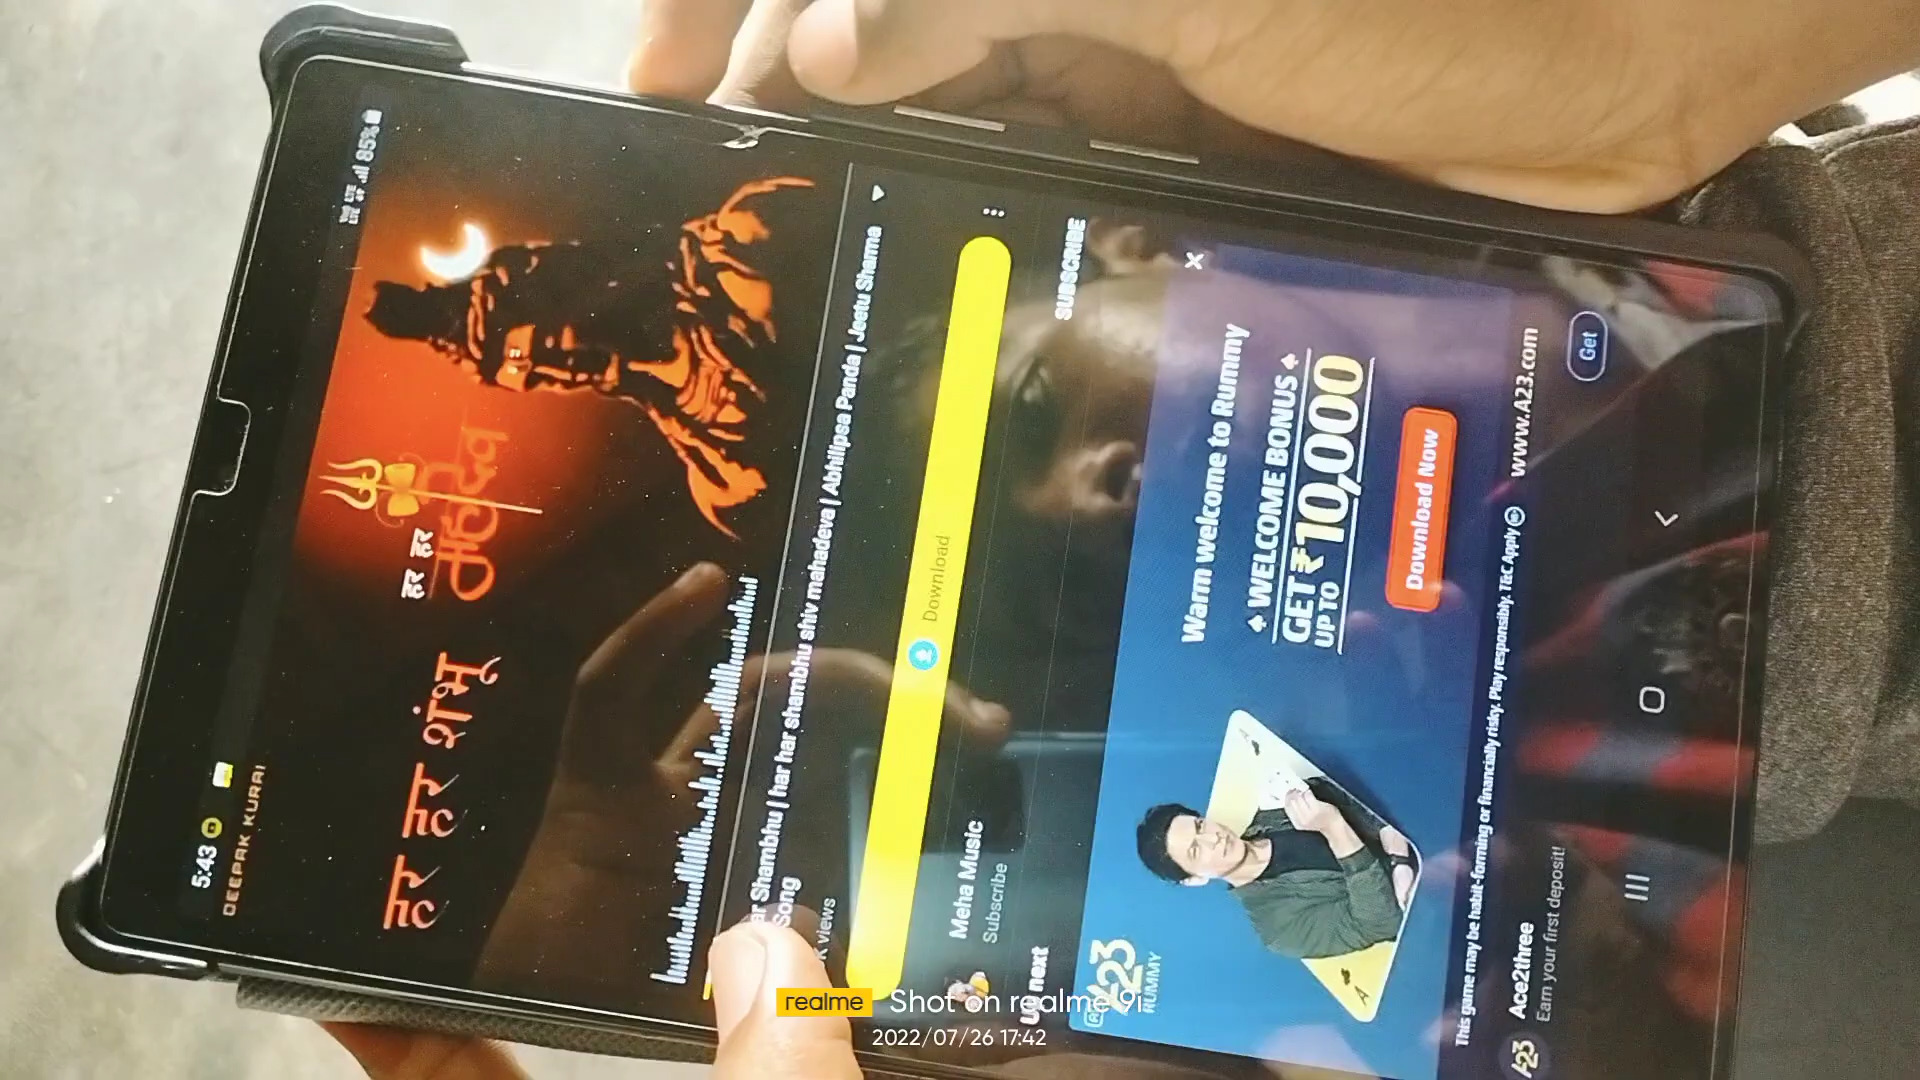 5:43
LTE 85%
DEEPAK KURAI
हर हर शंभू
हर हर
महादेव
ar Shambhu | har har shambhu shiv mahadeva | Abhilipsa Panda | Jeetu Sharma
Song
K views
Download
Meha Music
Subscribe
SUBSCRIBE
next
A23
RUMMY
Warm welcome to Rummy
WELCOME BONUS
GET UP TO ₹10,000
Download Now
This game may be habit-forming or financially risky. Play responsibly. T&C Apply
www.A23.com
A23
Ace2three
Earn your first deposit!
Get
realme Shot on realme 9i
2022/07/26 17:42